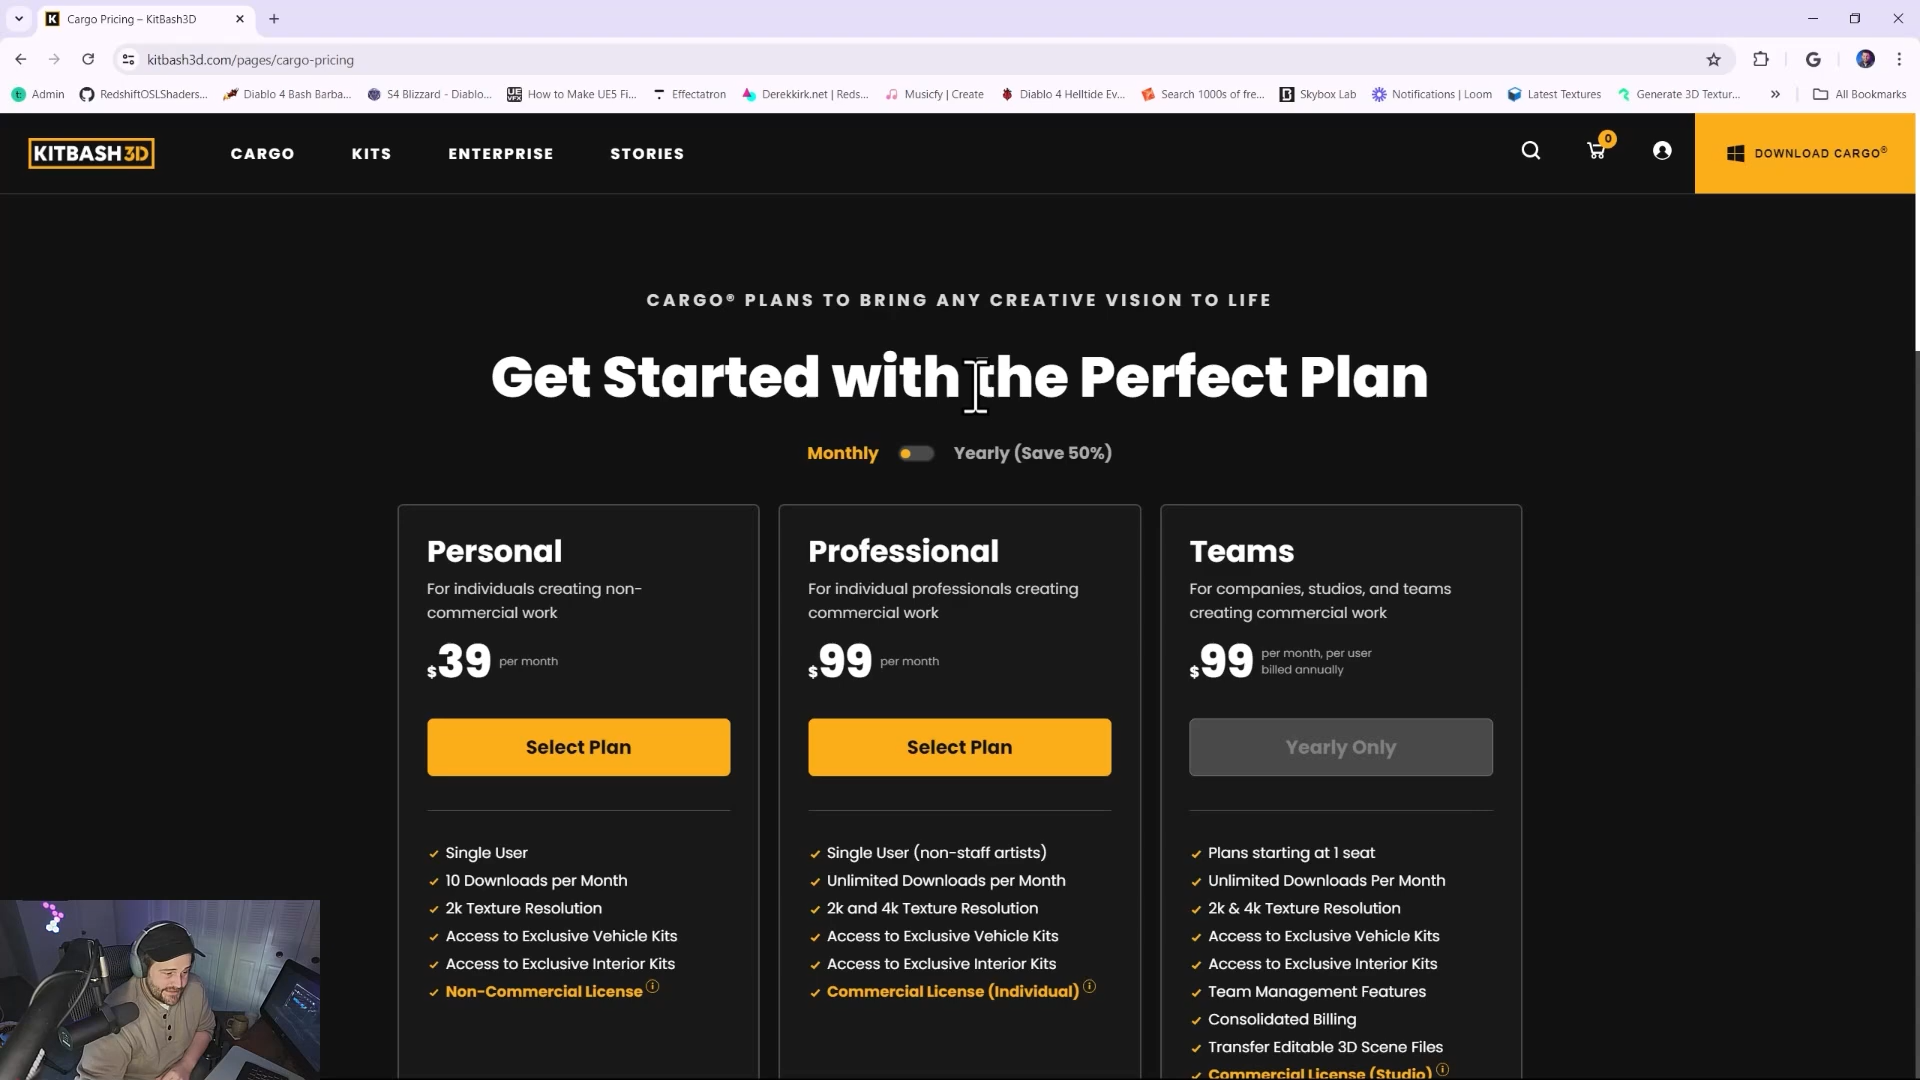 Cargo Pricing – KitBash3D
kitbash3d.com/pages/cargo-pricing
Admin
RedshiftOSLShaders...
Diablo 4 Bash Barba...
S4 Blizzard - Diablo...
How to Make UE5 Fi...
Effectatron
Derekkirk.net | Reds...
Musicfy | Create
Diablo 4 Helltide Ev...
Search 1000s of fre...
Skybox Lab
Notifications | Loom
Latest Textures
Generate 3D Textur...
All Bookmarks
KITBASH3D
CARGO
KITS
ENTERPRISE
STORIES
0
DOWNLOAD CARGO®
CARGO® PLANS TO BRING ANY CREATIVE VISION TO LIFE
Get Started with the Perfect Plan
Monthly
Yearly (Save 50%)
Personal
For individuals creating non-
commercial work
$39 per month
Select Plan
Single User
10 Downloads per Month
2k Texture Resolution
Access to Exclusive Vehicle Kits
Access to Exclusive Interior Kits
Non-Commercial License
Professional
For individual professionals creating
commercial work
$99 per month
Select Plan
Single User (non-staff artists)
Unlimited Downloads per Month
2k and 4k Texture Resolution
Access to Exclusive Vehicle Kits
Access to Exclusive Interior Kits
Commercial License (Individual)
Teams
For companies, studios, and teams
creating commercial work
$99 per month, per user
billed annually
Yearly Only
Plans starting at 1 seat
Unlimited Downloads Per Month
2k & 4k Texture Resolution
Access to Exclusive Vehicle Kits
Access to Exclusive Interior Kits
Team Management Features
Consolidated Billing
Transfer Editable 3D Scene Files
Commercial License (Studio)